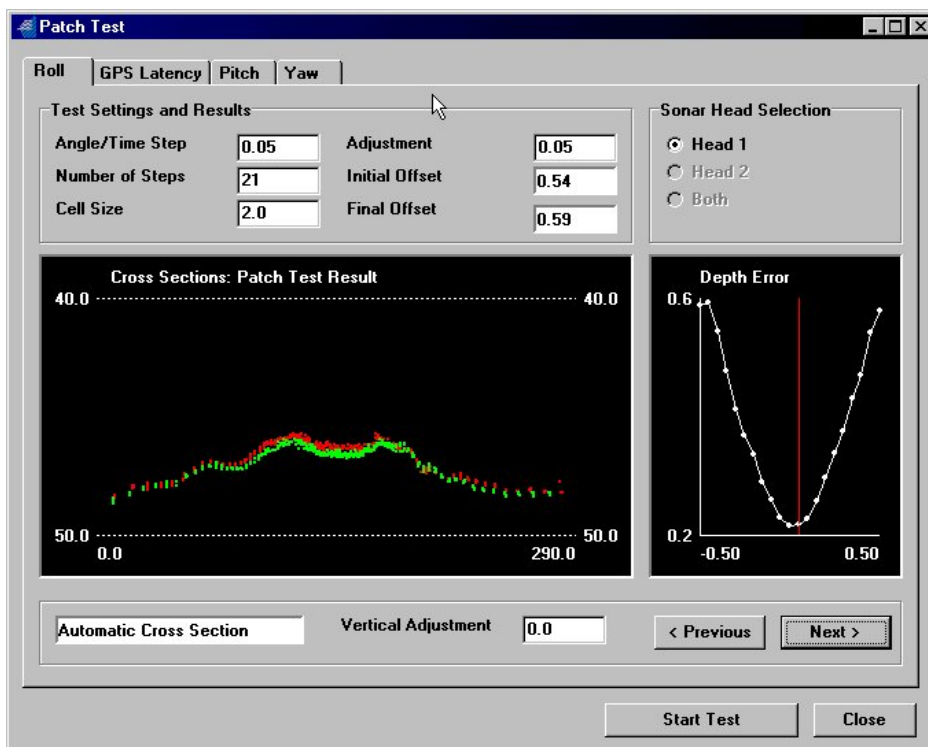 Patch Test
Roll GPS Latency Pitch Yaw
Test Settings and Results
Angle/Time Step 0.05 Adjustment 0.05
Number of Steps 21 Initial Offset 0.54
Cell Size 2.0 Final Offset 0.59
Sonar Head Selection
Head 1
Head 2
Both
Cross Sections: Patch Test Result
40.0 40.0
50.0 50.0
0.0 290.0
Depth Error
0.6
0.2
-0.50 0.50
Automatic Cross Section Vertical Adjustment 0.0 < Previous Next >
Start Test Close